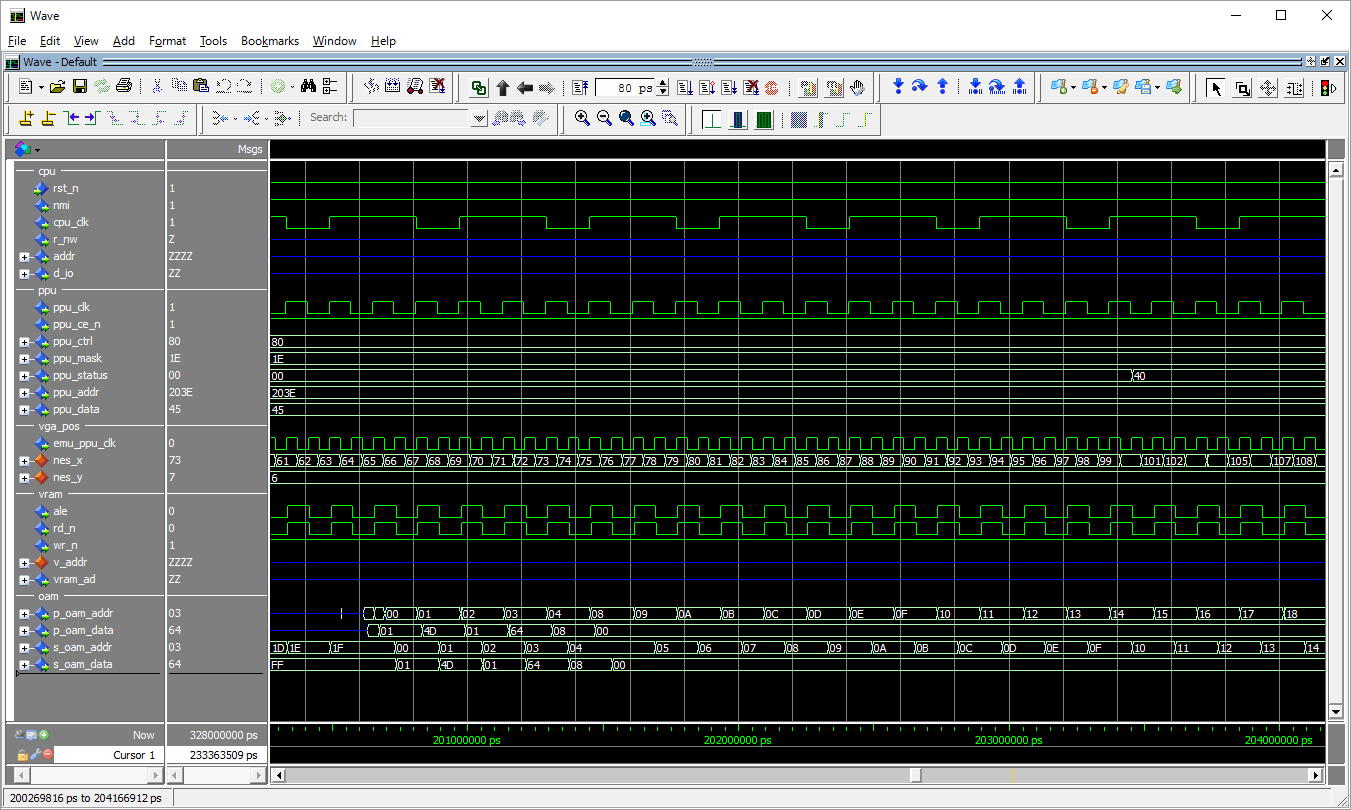 Wave
File Edit View Add Format Tools Bookmarks Window Help
Wave - Default
80 ps
Search:
Msgs
cpu
rst_n 1
nmi 1
cpu_clk 1
r_nw Z
addr ZZZZ
d_io ZZ
ppu
ppu_clk 1
ppu_ce_n 1
ppu_ctrl 80 80
ppu_mask 1E 1E
ppu_status 00 00 40
ppu_addr 203E 203E
ppu_data 45 45
vga_pos
emu_ppu_clk 0
nes_x 73 61 62 63 64 65 66 67 68 69 70 71 72 73 74 75 76 77 78 79 80 81 82 83 84 85 86 87 88 89 90 91 92 93 94 95 96 97 98 99 101 102 105 107 108
nes_y 7 6
vram
ale 0
rd_n 0
wr_n 1
v_addr ZZZZ
vram_ad ZZ
oam
p_oam_addr 03 00 01 02 03 04 08 09 0A 0B 0C 0D 0E 0F 10 11 12 13 14 15 16 17 18
p_oam_data 64 01 4D 01 64 08 00
s_oam_addr 03 1D 1E 1F 00 01 02 03 04 05 06 07 08 09 0A 0B 0C 0D 0E 0F 10 11 12 13 14
s_oam_data 64 FF 01 4D 01 64 08 00
Now 328000000 ps 201000000 ps 202000000 ps 203000000 ps 204000000 ps
Cursor 1 233363509 ps
200269816 ps to 204166912 ps